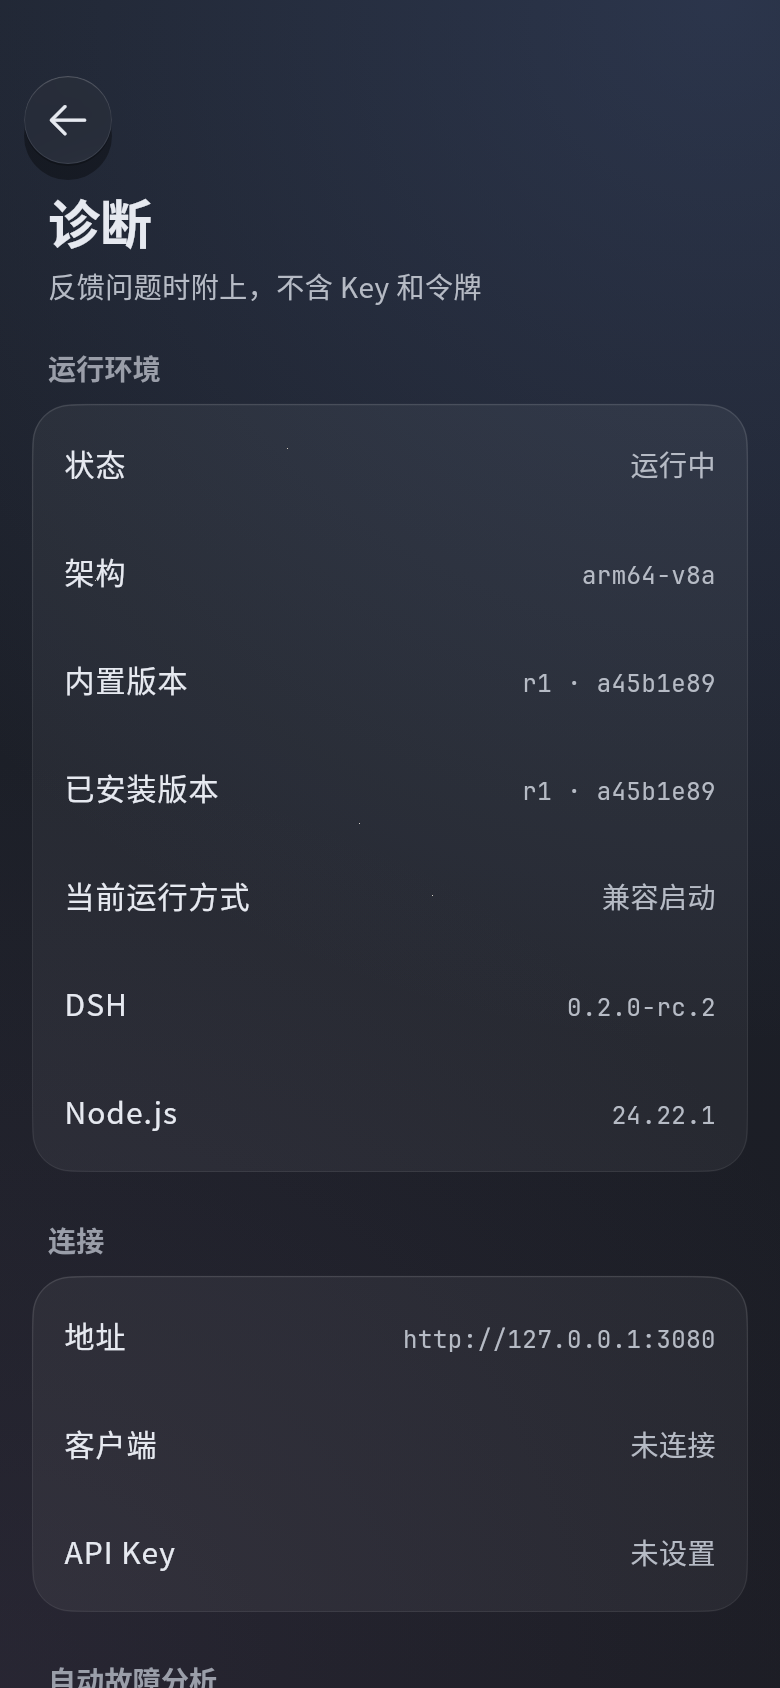 诊断
反馈问题时附上，不含 Key 和令牌
运行环境
状态 运行中
架构 arm64-v8a
内置版本 r1 · a45b1e89
已安装版本 r1 · a45b1e89
当前运行方式 兼容启动
DSH 0.2.0-rc.2
Node.js 24.22.1
连接
地址 http://127.0.0.1:3080
客户端 未连接
API Key 未设置
自动故障分析